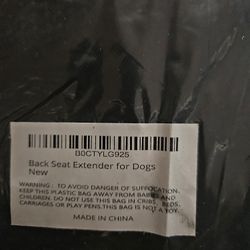 B0CTYLG925
Back Seat Extender for Dogs
New
WARNING : TO AVOID DANGER OF SUFFOCATION,
KEEP THIS PLASTIC BAG AWAY FROM BABIES AND
CHILDREN. DO NOT USE THIS BAG IN CRIBS, BEDS,
CARRIAGES OR PLAY PENS.THIS BAG IS NOT A TOY.
MADE IN CHINA